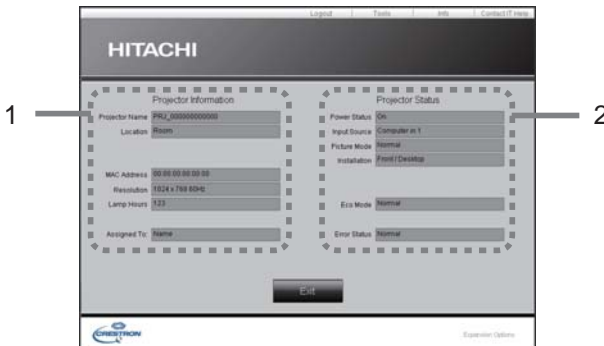 Logout Tools Info Contact IT Help
HITACHI
1
2
Projector Information
Projector Name PRJ_000000000000
Location Room
MAC Address 00:00:00:00:00:00
Resolution 1024 x 768 60Hz
Lamp Hours 123
Assigned To: Name
Projector Status
Power Status On
Input Source Computer in 1
Picture Mode Normal
Installation Front / Desktop
Eco Mode Normal
Error Status Normal
Exit
CRESTRON
Expansion Options